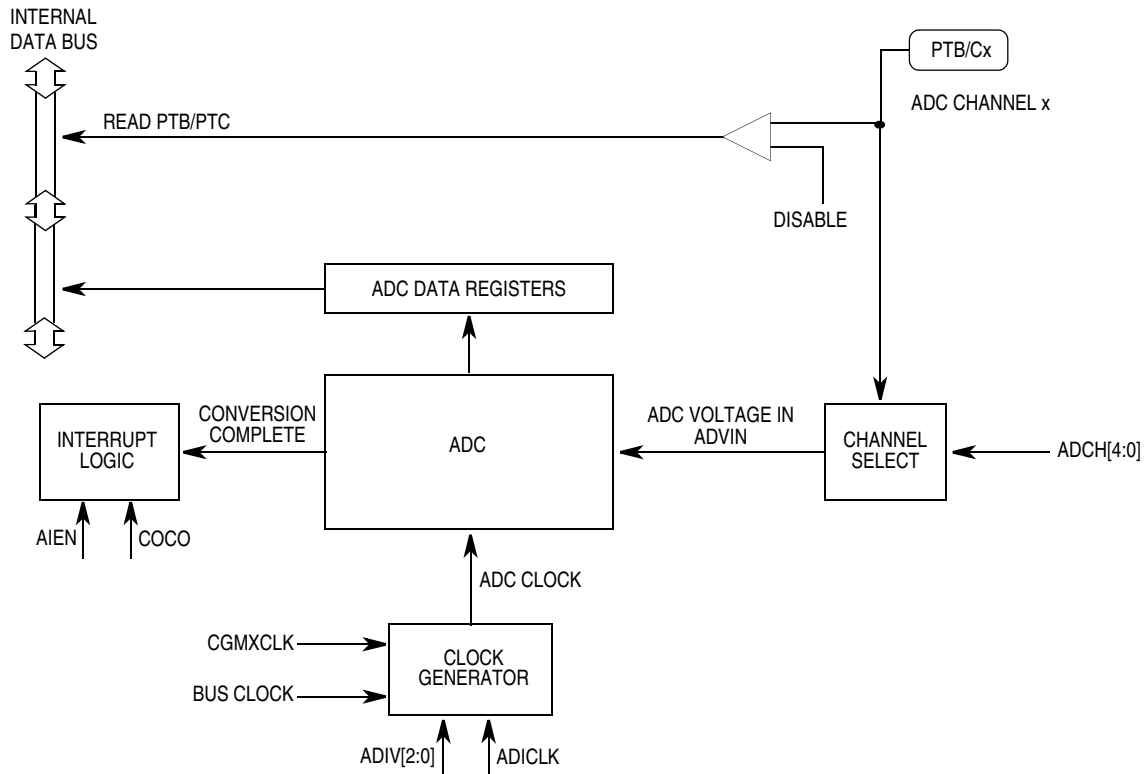 INTERNAL
DATA BUS
PTB/Cx
ADC CHANNEL x
READ PTB/PTC
DISABLE
ADC DATA REGISTERS
INTERRUPT
LOGIC
CONVERSION
COMPLETE
ADC
ADC VOLTAGE IN
ADVIN
CHANNEL
SELECT
ADCH[4:0]
AIEN
COCO
ADC CLOCK
CGMXCLK
BUS CLOCK
CLOCK
GENERATOR
ADIV[2:0]
ADICLK